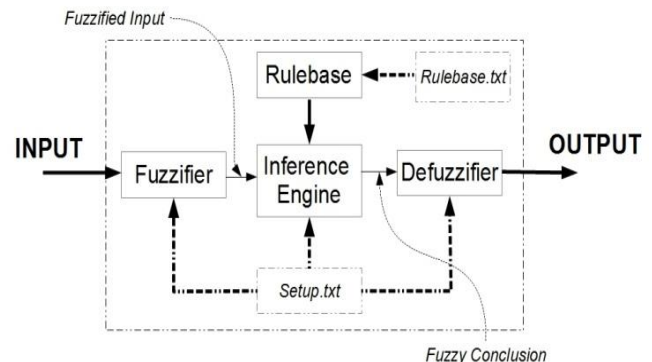 Fuzzified Input
Rulebase
Rulebase.txt
INPUT
OUTPUT
Fuzzifier
Inference
Engine
Defuzzifier
Setup.txt
Fuzzy Conclusion